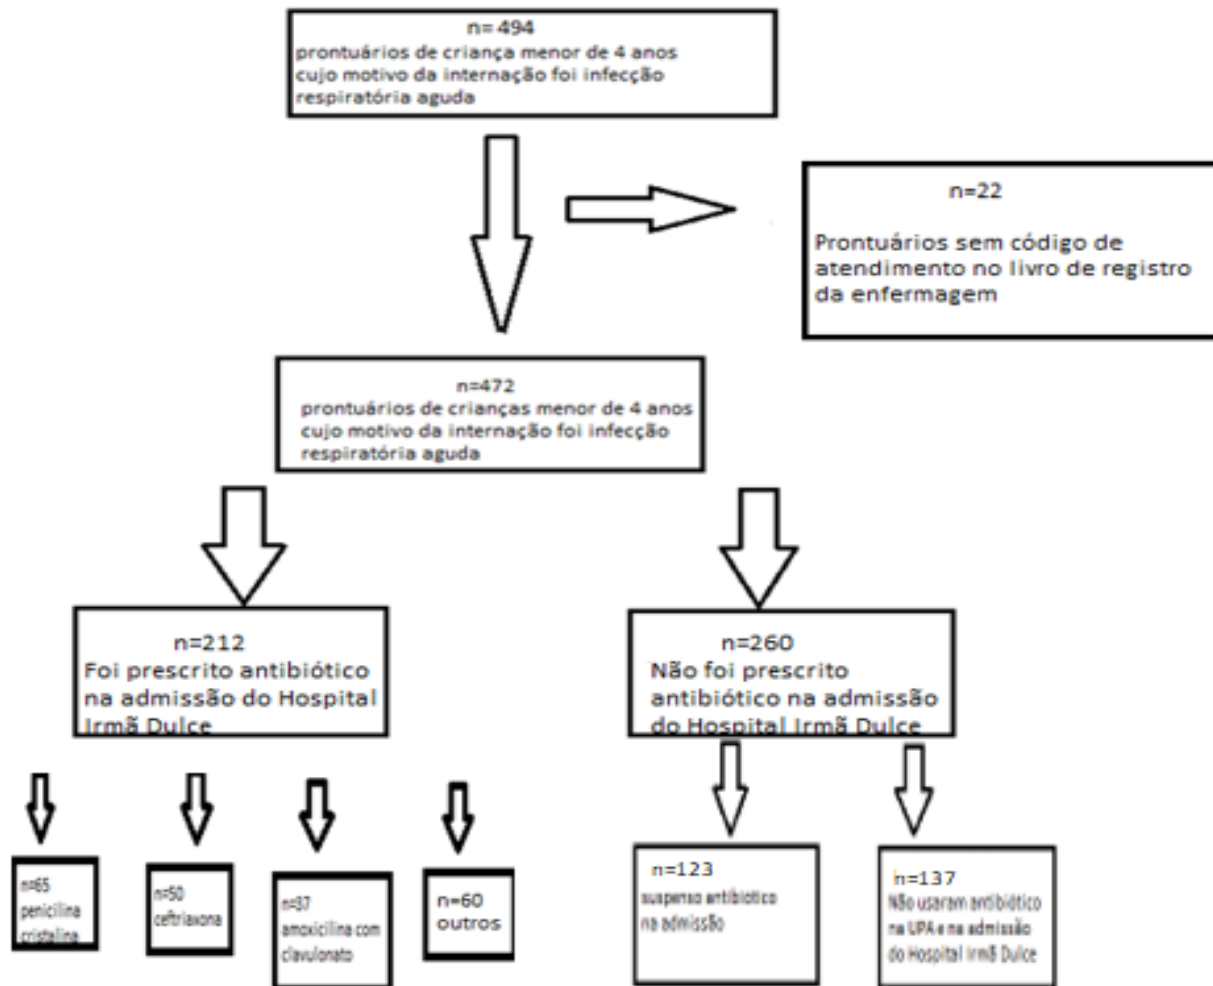 n= 494
prontuários de criança menor de 4 anos
cujo motivo da internação foi infecção
respiratória aguda
n=22
Prontuários sem código de
atendimento no livro de registro
da enfermagem
n=472
prontuários de crianças menor de 4 anos
cujo motivo da internação foi infecção
respiratória aguda
n=212
Foi prescrito antibiótico
na admissão do Hospital
Irmã Dulce
n=260
Não foi prescrito
antibiótico na admissão
do Hospital Irmã Dulce
n=65
penicilina
cristalina
n=50
ceftriaxona
n=37
amoxicilina com
clavulonato
n=60
outros
n=123
suspenso antibiótico
na admissão
n=137
Não usaram antibiótico
na UPA e na admissão
do Hospital Irmã Dulce